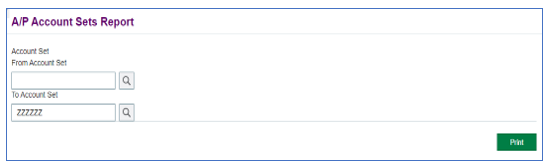 A/P Account Sets Report
Account Set
From Account Set
To Account Set
ZZZZZZ
Print